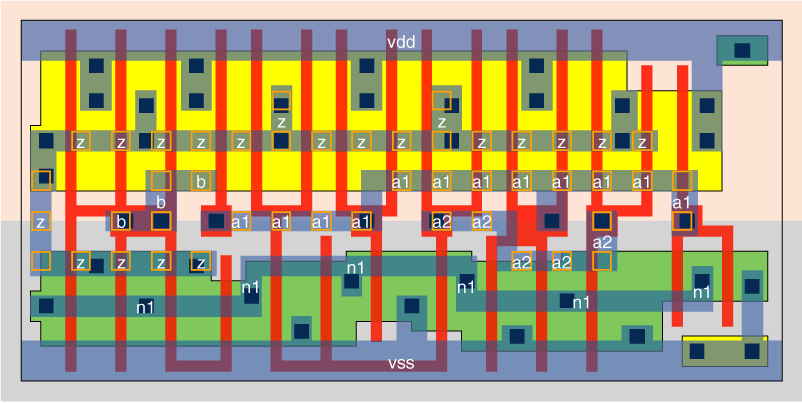 vdd
z
z
z z z z z z z z z z z z z
b a1 a1 a1 a1 a1 a1 a1
b
a1
z b a1 a1 a1 a1 a2 a2
a2
z z z z a2 a2
n1
n1 n1
n1 n1 n1
vss